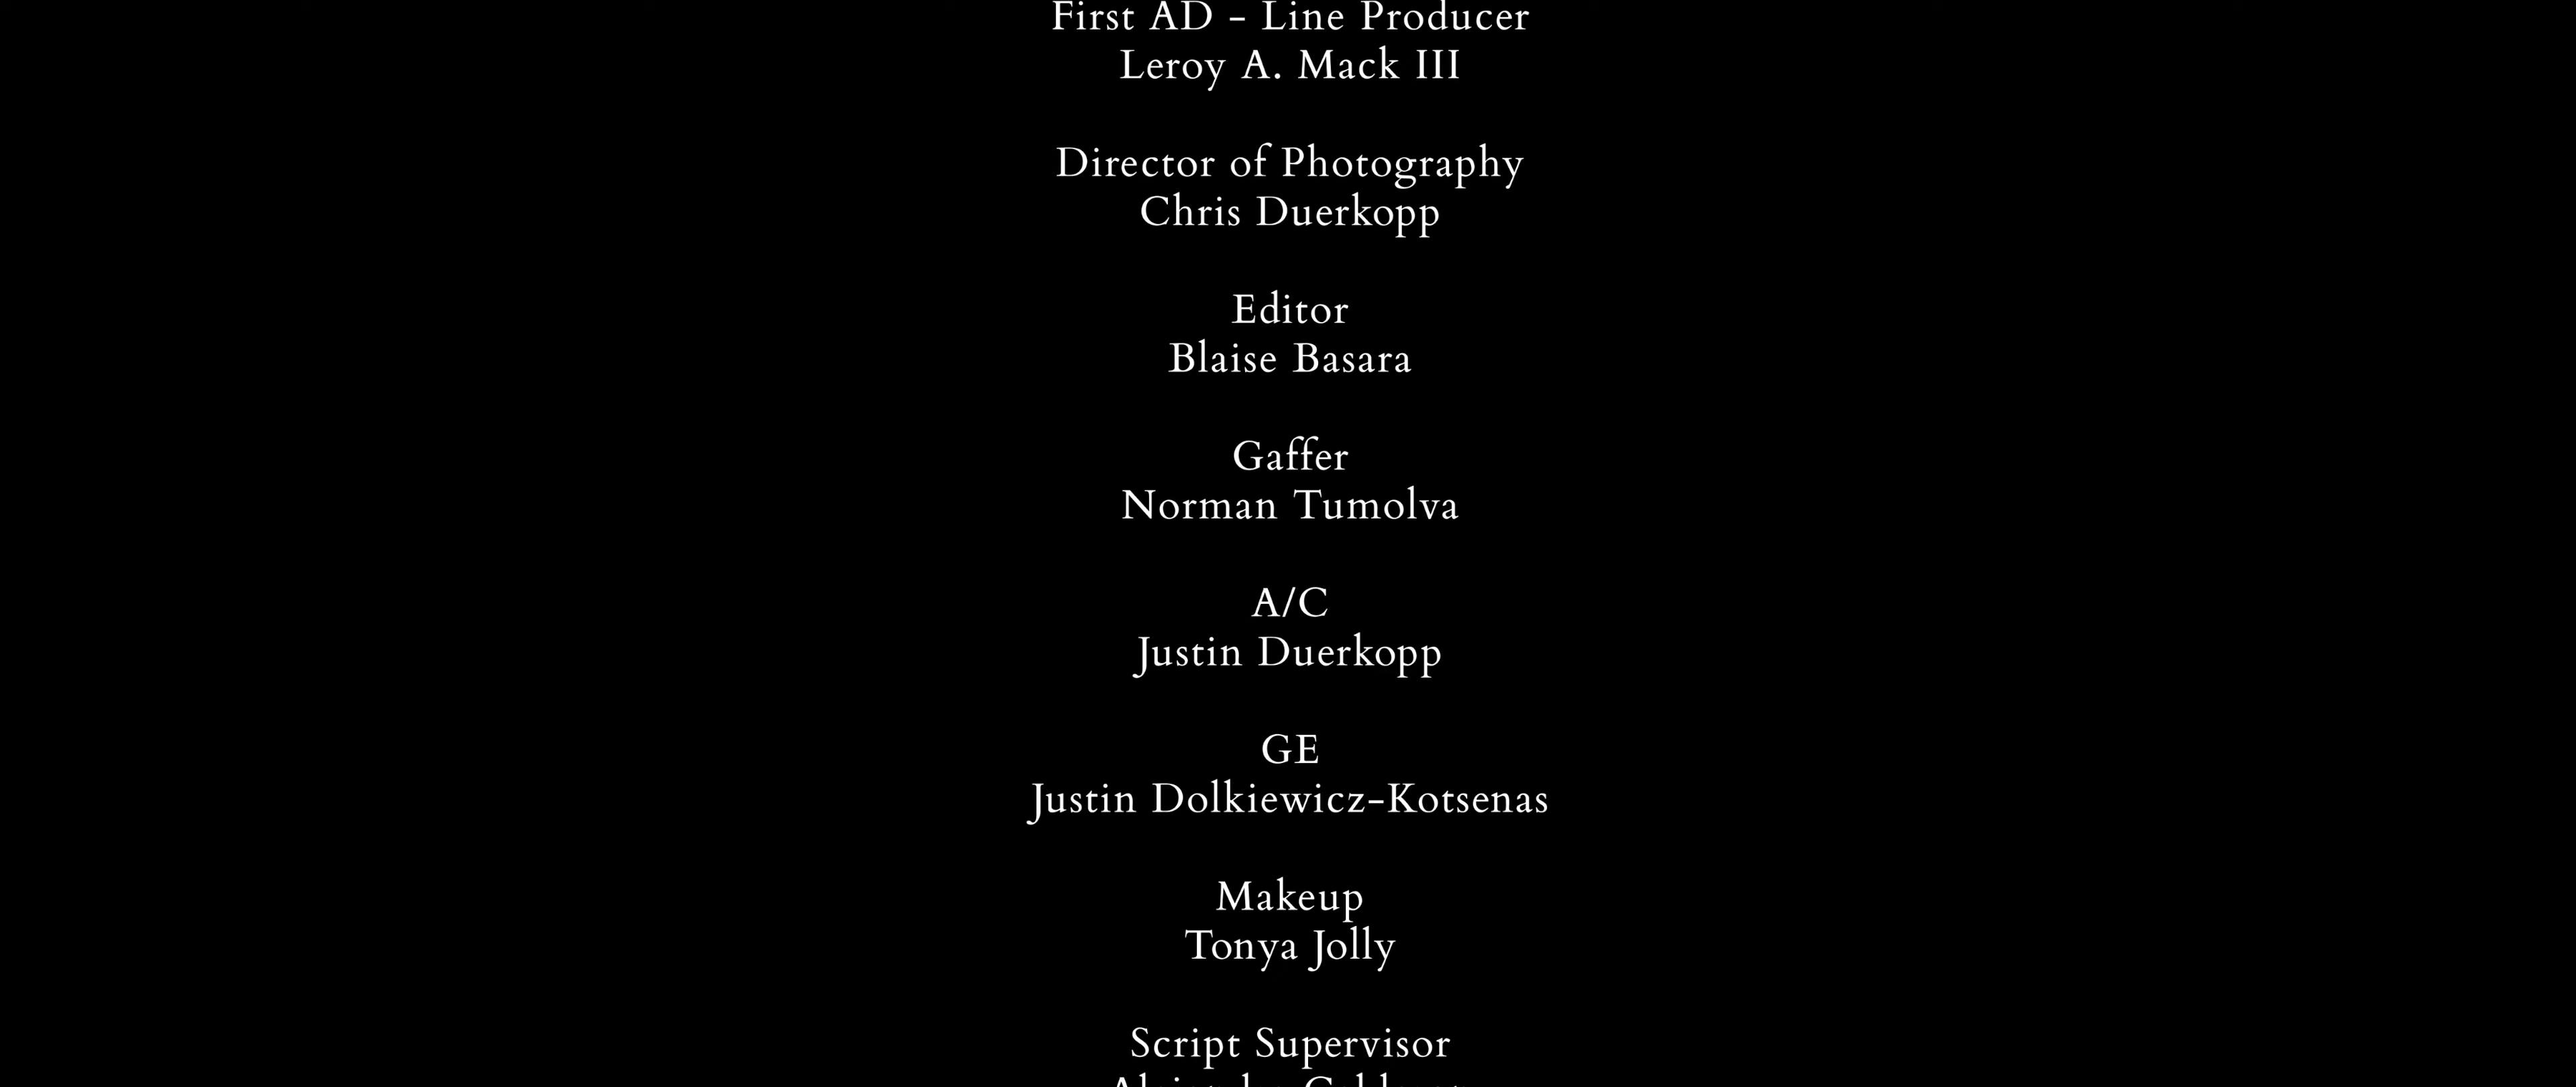 First AD - Line Producer
Leroy A. Mack III
Director of Photography
Chris Duerkopp
Editor
Blaise Basara
Gaffer
Norman Tumolva
A/C
Justin Duerkopp
GE
Justin Dolkiewicz-Kotsenas
Makeup
Tonya Jolly
Script Supervisor